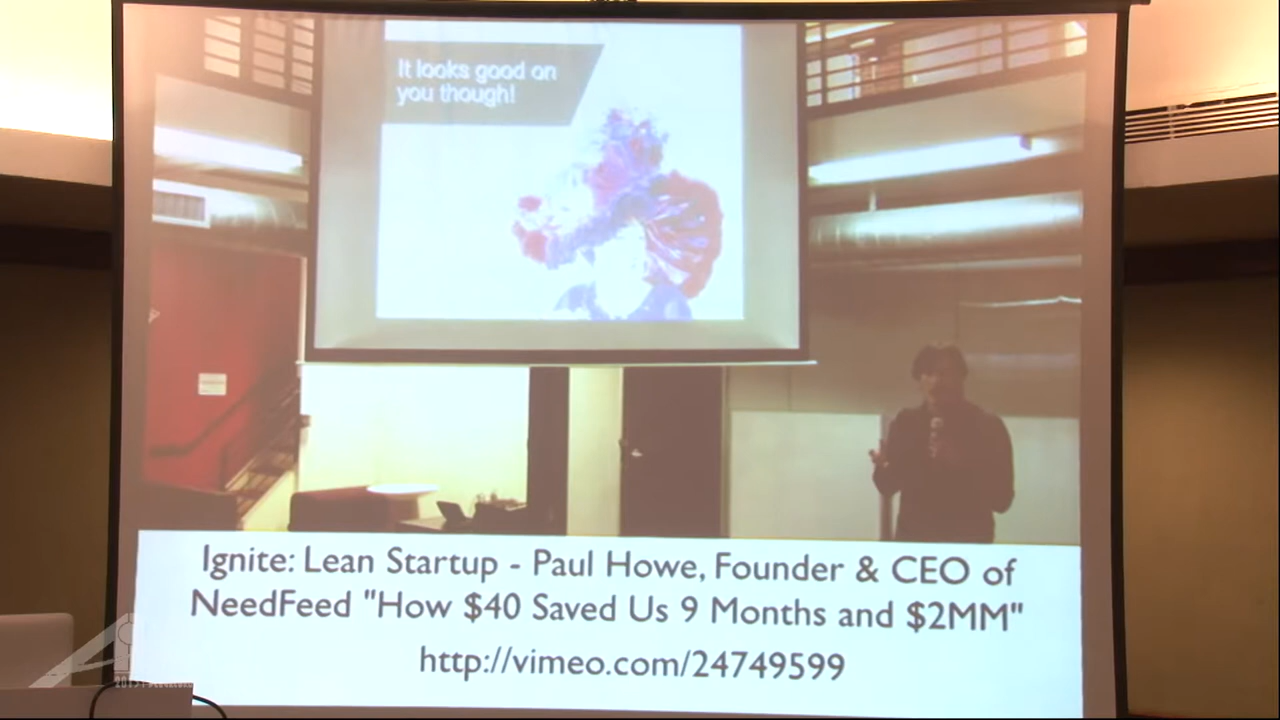 It looks good on
you though!
Ignite: Lean Startup - Paul Howe, Founder & CEO of
NeedFeed "How $40 Saved Us 9 Months and $2MM"
http://vimeo.com/24749599